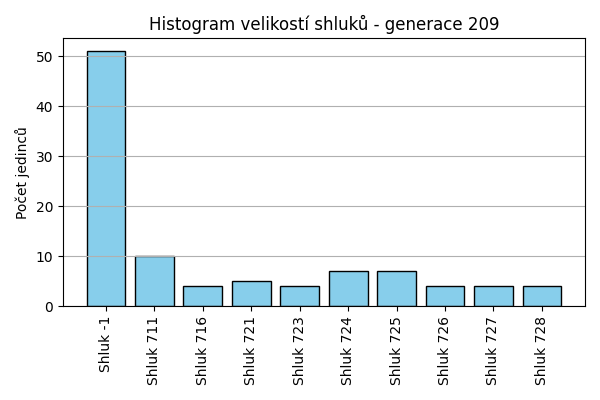 Histogram velikostí shluků - generace 209
Počet jedinců
50
40
30
20
10
0
Shluk -1
Shluk 711
Shluk 716
Shluk 721
Shluk 723
Shluk 724
Shluk 725
Shluk 726
Shluk 727
Shluk 728